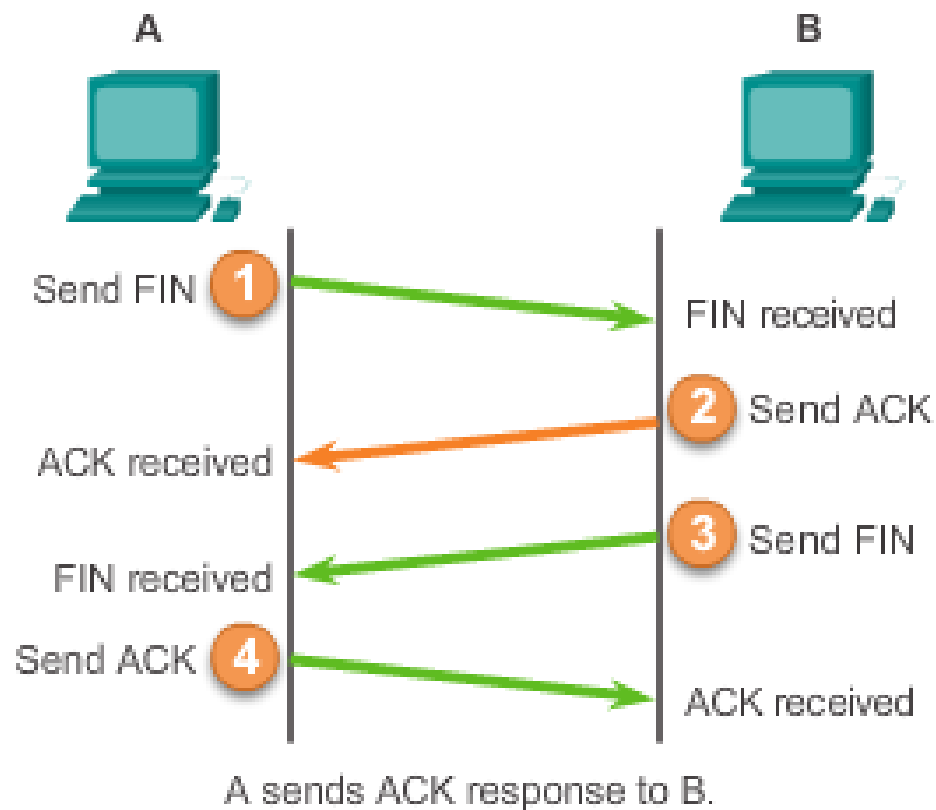 A
B
Send FIN 1
FIN received
2 Send ACK
ACK received
3 Send FIN
FIN received
Send ACK 4
ACK received
A sends ACK response to B.